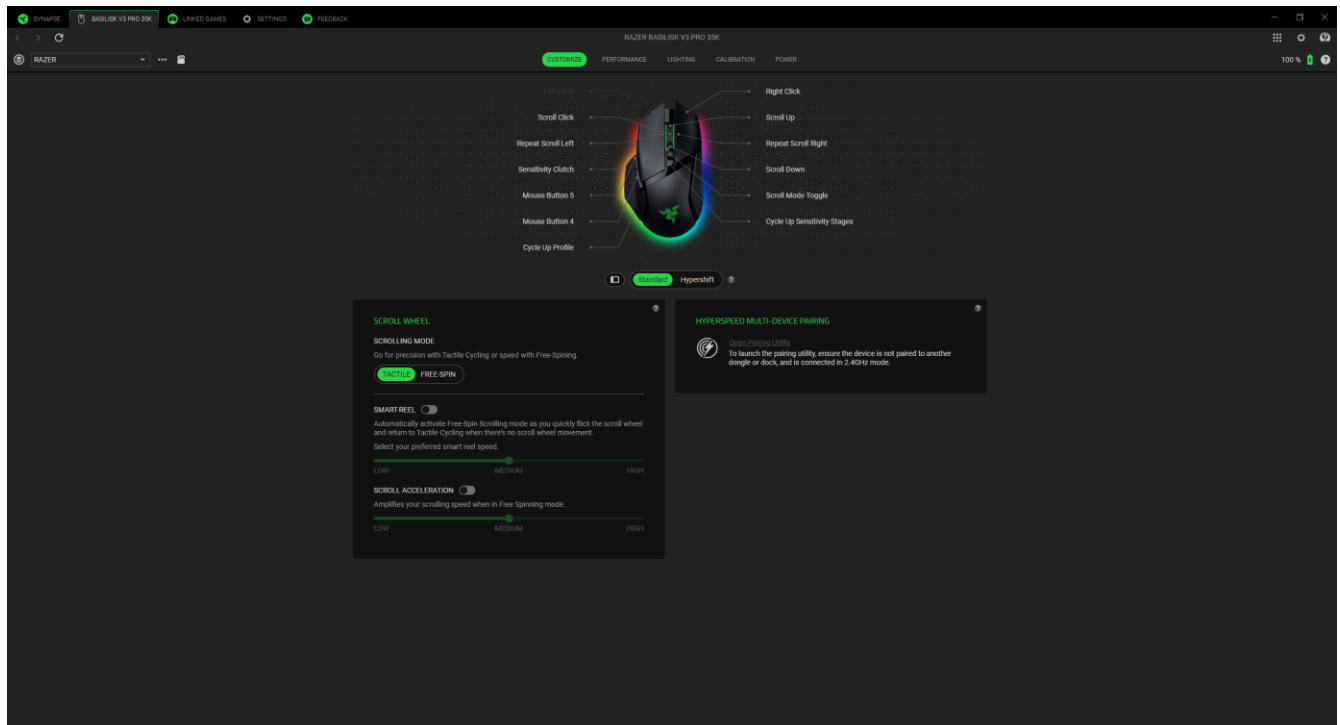 SYNAPSE BASILISK V3 PRO 35K LINKED GAMES SETTINGS FEEDBACK
RAZER BASILISK V3 PRO 35K
RAZER
CUSTOMIZE PERFORMANCE LIGHTING CALIBRATION POWER
100 %
Left Click Right Click
Scroll Click Scroll Up
Repeat Scroll Left Repeat Scroll Right
Sensitivity Clutch Scroll Down
Mouse Button 5 Scroll Mode Toggle
Mouse Button 4 Cycle Up Sensitivity Stages
Cycle Up Profile
Standard Hypershift
SCROLL WHEEL
SCROLLING MODE
Go for precision with Tactile Cycling or speed with Free-Spining.
TACTILE FREE-SPIN
SMART-REEL
Automatically activate Free-Spin Scrolling mode as you quickly flick the scroll wheel
and return to Tactile Cycling when there's no scroll wheel movement.
Select your preferred smart reel speed.
LOW MEDIUM HIGH
SCROLL ACCELERATION
Amplifies your scrolling speed when in Free Spinning mode.
LOW MEDIUM HIGH
HYPERSPEED MULTI-DEVICE PAIRING
Open Pairing Utility
To launch the pairing utility, ensure the device is not paired to another
dongle or dock, and is connected in 2.4GHz mode.